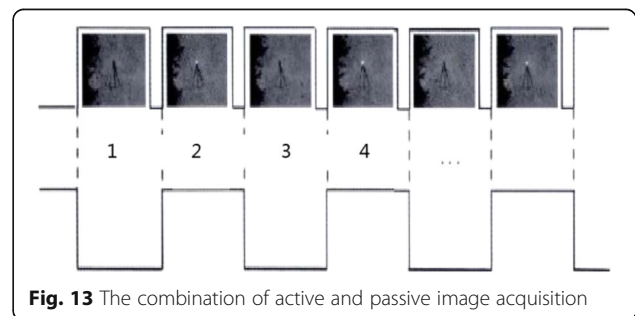 1 2 3 4 ...
Fig. 13 The combination of active and passive image acquisition